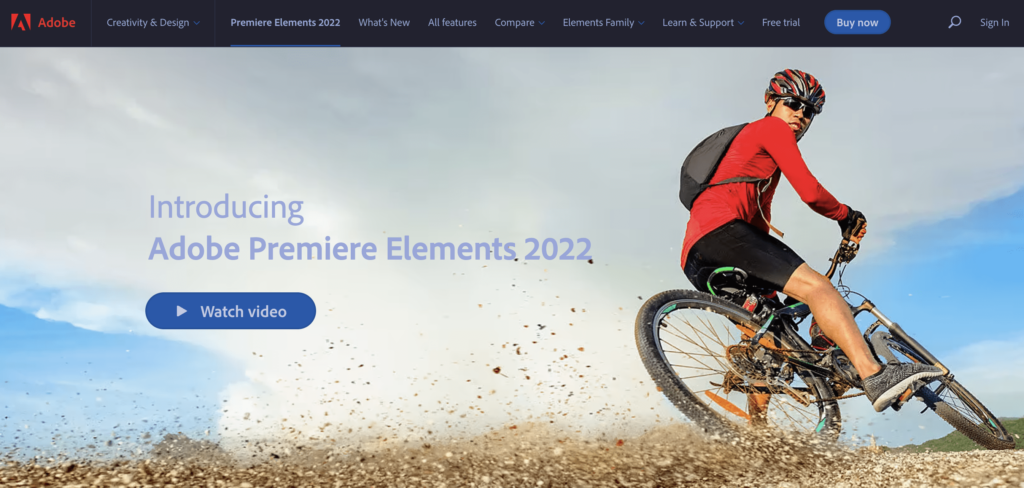 Adobe
Creativity & Design
Premiere Elements 2022
What's New
All features
Compare
Elements Family
Learn & Support
Free trial
Buy now
Sign In
Introducing
Adobe Premiere Elements 2022
Watch video